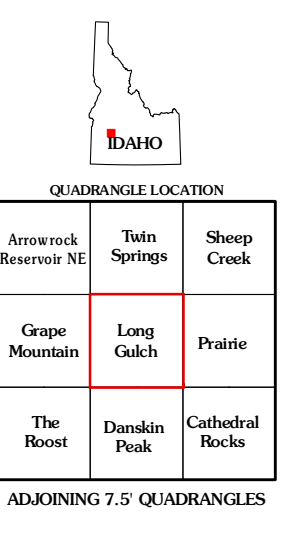 IDAHO
QUADRANGLE LOCATION
Arrowrock
Reservoir NE
Twin
Springs
Sheep
Creek
Grape
Mountain
Long
Gulch
Prairie
The
Roost
Danskin
Peak
Cathedral
Rocks
ADJOINING 7.5' QUADRANGLES